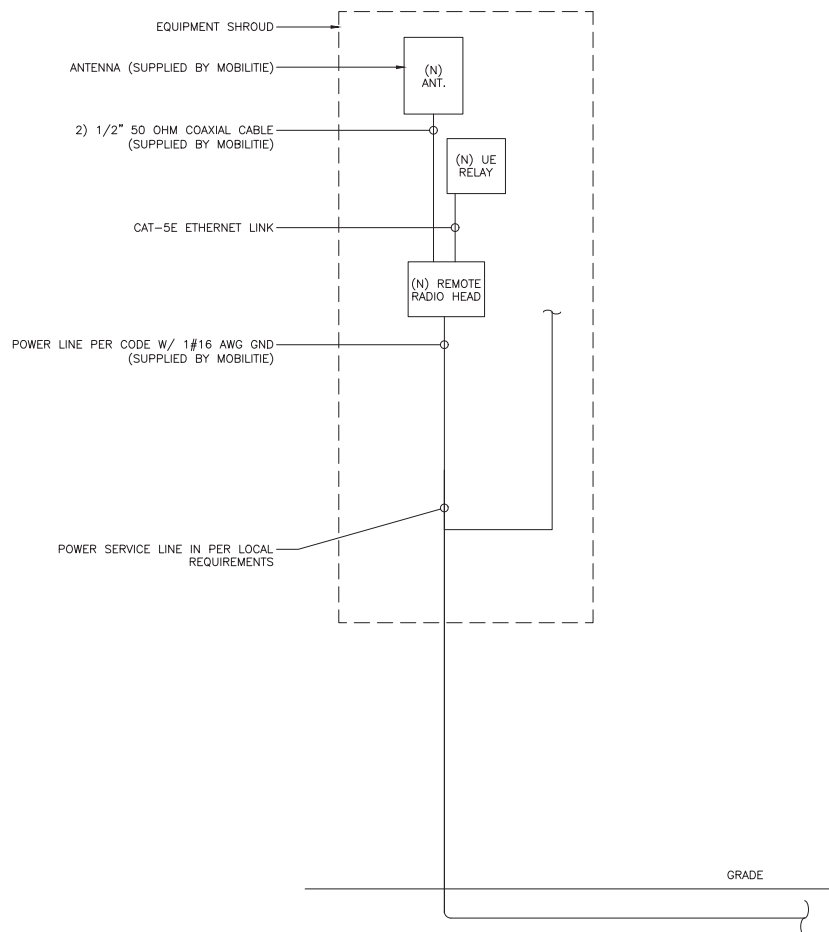 EQUIPMENT SHROUD
ANTENNA (SUPPLIED BY MOBILITIE)
(N)
ANT.
2) 1/2" 50 OHM COAXIAL CABLE
(SUPPLIED BY MOBILITIE)
(N) UE
RELAY
CAT-5E ETHERNET LINK
(N) REMOTE
RADIO HEAD
POWER LINE PER CODE W/ 1#16 AWG GND
(SUPPLIED BY MOBILITIE)
POWER SERVICE LINE IN PER LOCAL
REQUIREMENTS
GRADE